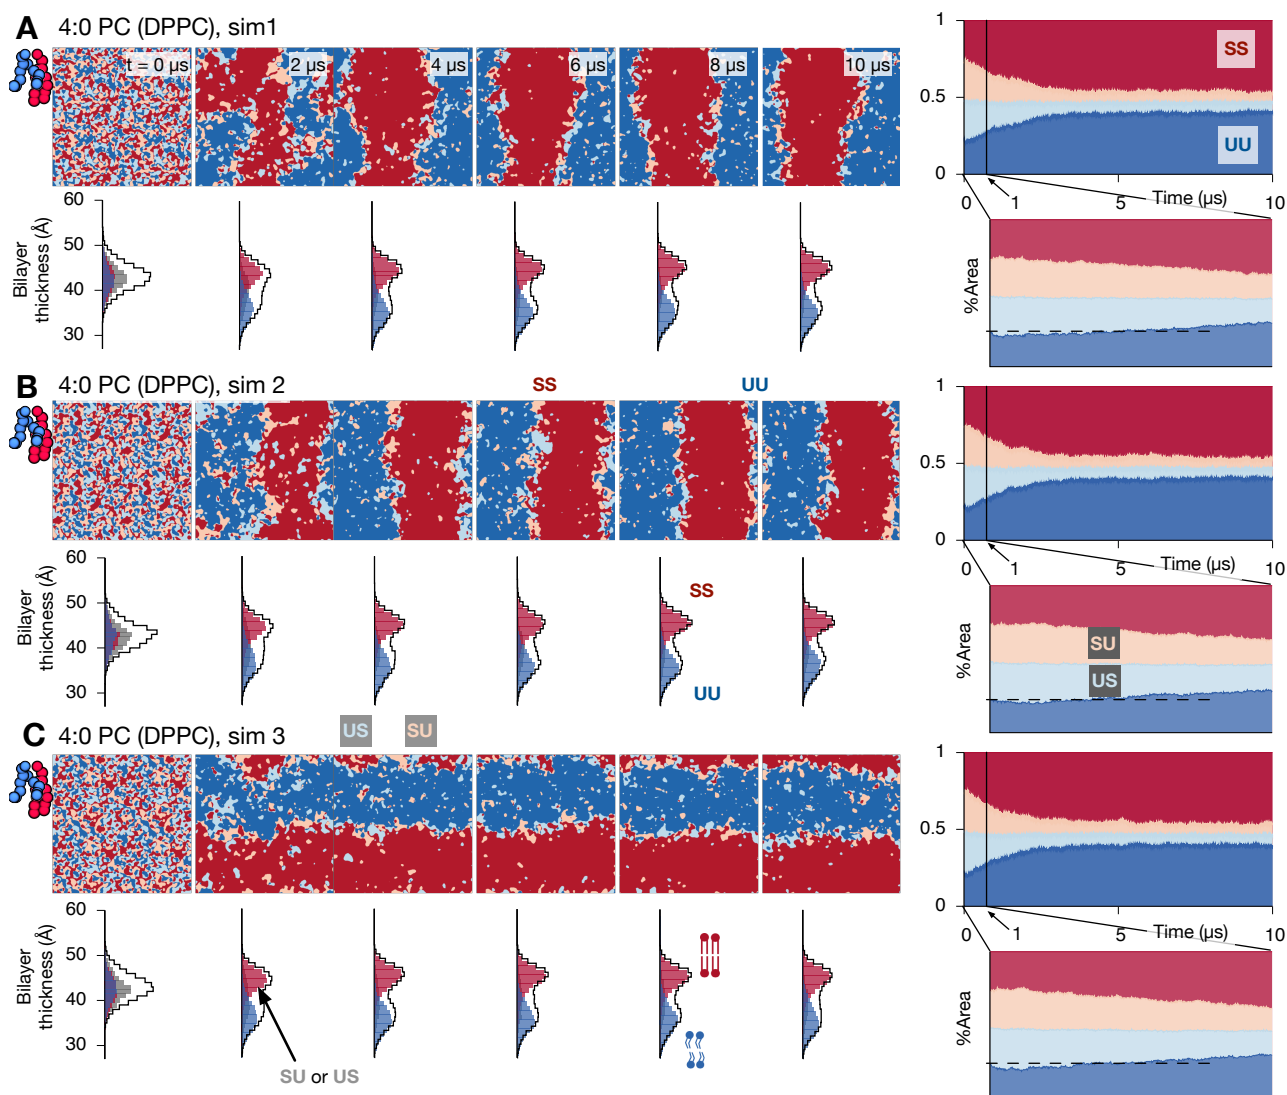 A 4:0 PC (DPPC), sim1
t = 0 µs 2 µs 4 µs 6 µs 8 µs 10 µs
1
0.5
0
SS
UU
0 1 5 10
Time (µs)
60
50
40
30
Bilayer
thickness (Å)
%Area
B 4:0 PC (DPPC), sim 2
SS UU
1
0.5
0
0 1 5 10
Time (µs)
60
50
40
30
Bilayer
thickness (Å)
SS
UU
%Area
SU
US
C 4:0 PC (DPPC), sim 3
US SU
1
0.5
0
0 1 5 10
Time (µs)
60
50
40
30
Bilayer
thickness (Å)
SU or US
%Area